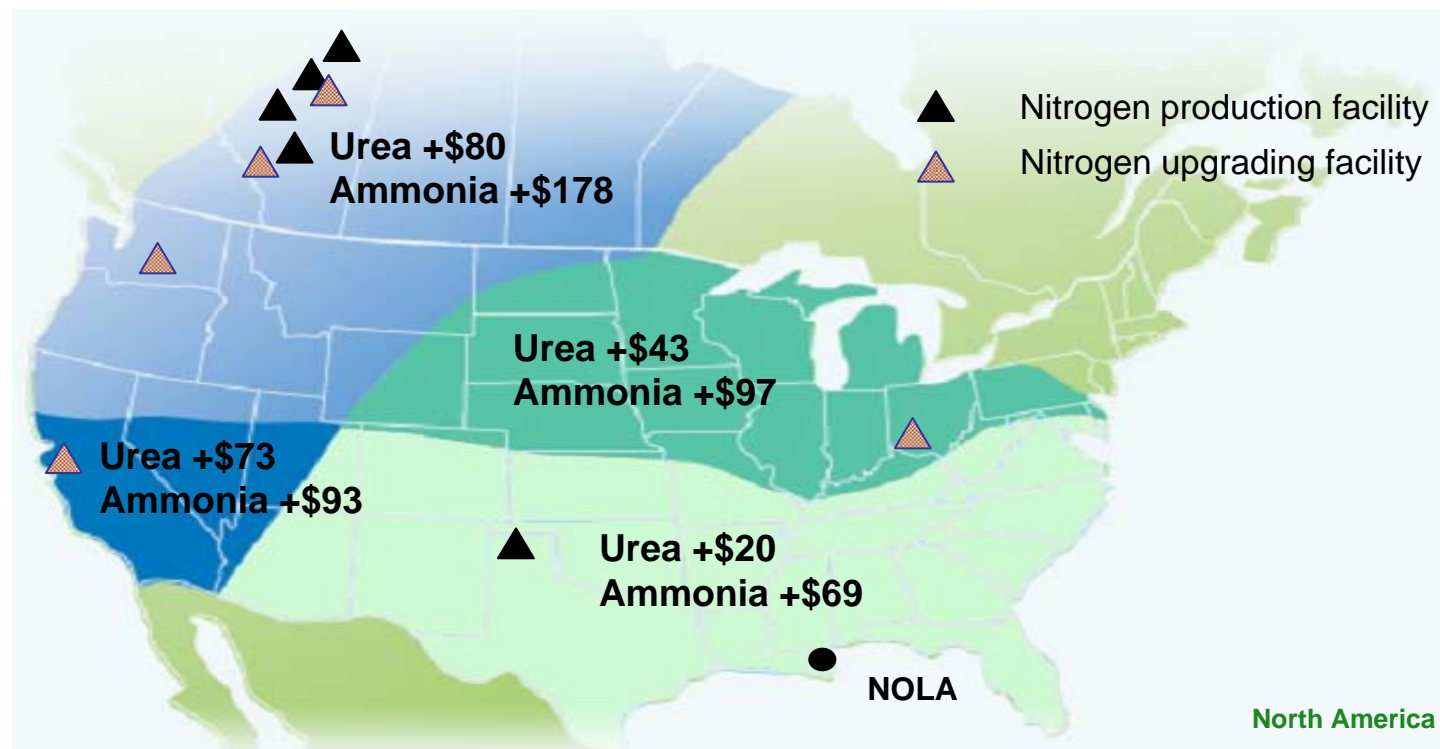 Nitrogen production facility
Nitrogen upgrading facility
Urea +$80
Ammonia +$178
Urea +$43
Ammonia +$97
Urea +$73
Ammonia +$93
Urea +$20
Ammonia +$69
NOLA
North America